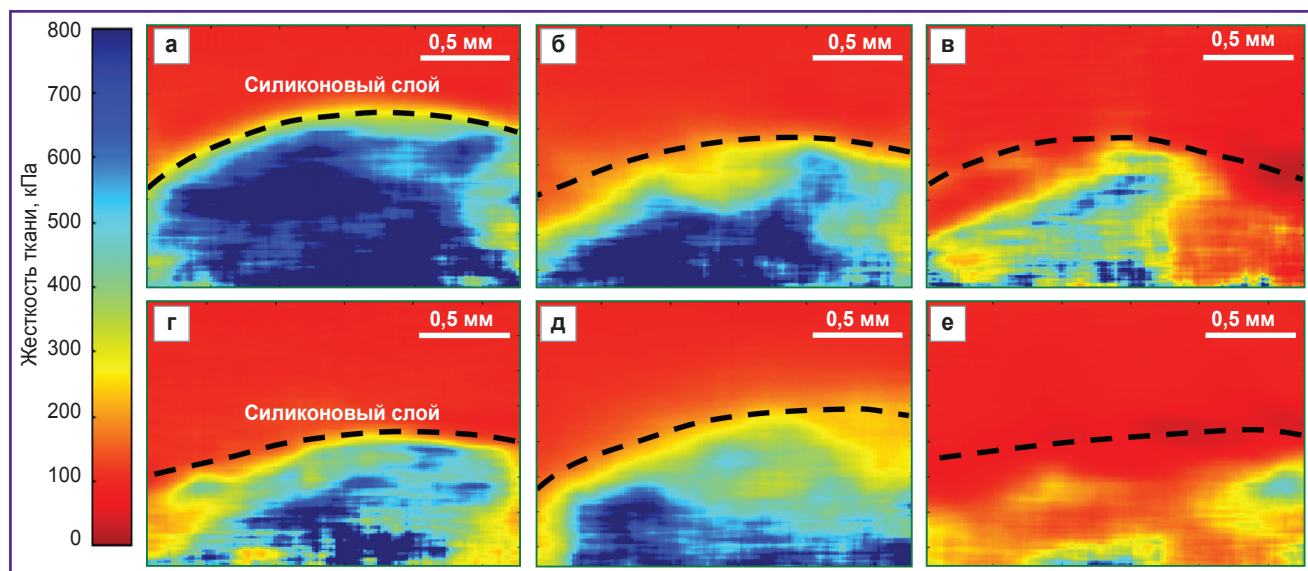 Жесткость ткани, кПа
800
700
600
500
400
300
200
100
0
а
0,5 мм
Силиконовый слой
б
0,5 мм
в
0,5 мм
г
0,5 мм
Силиконовый слой
д
0,5 мм
е
0,5 мм